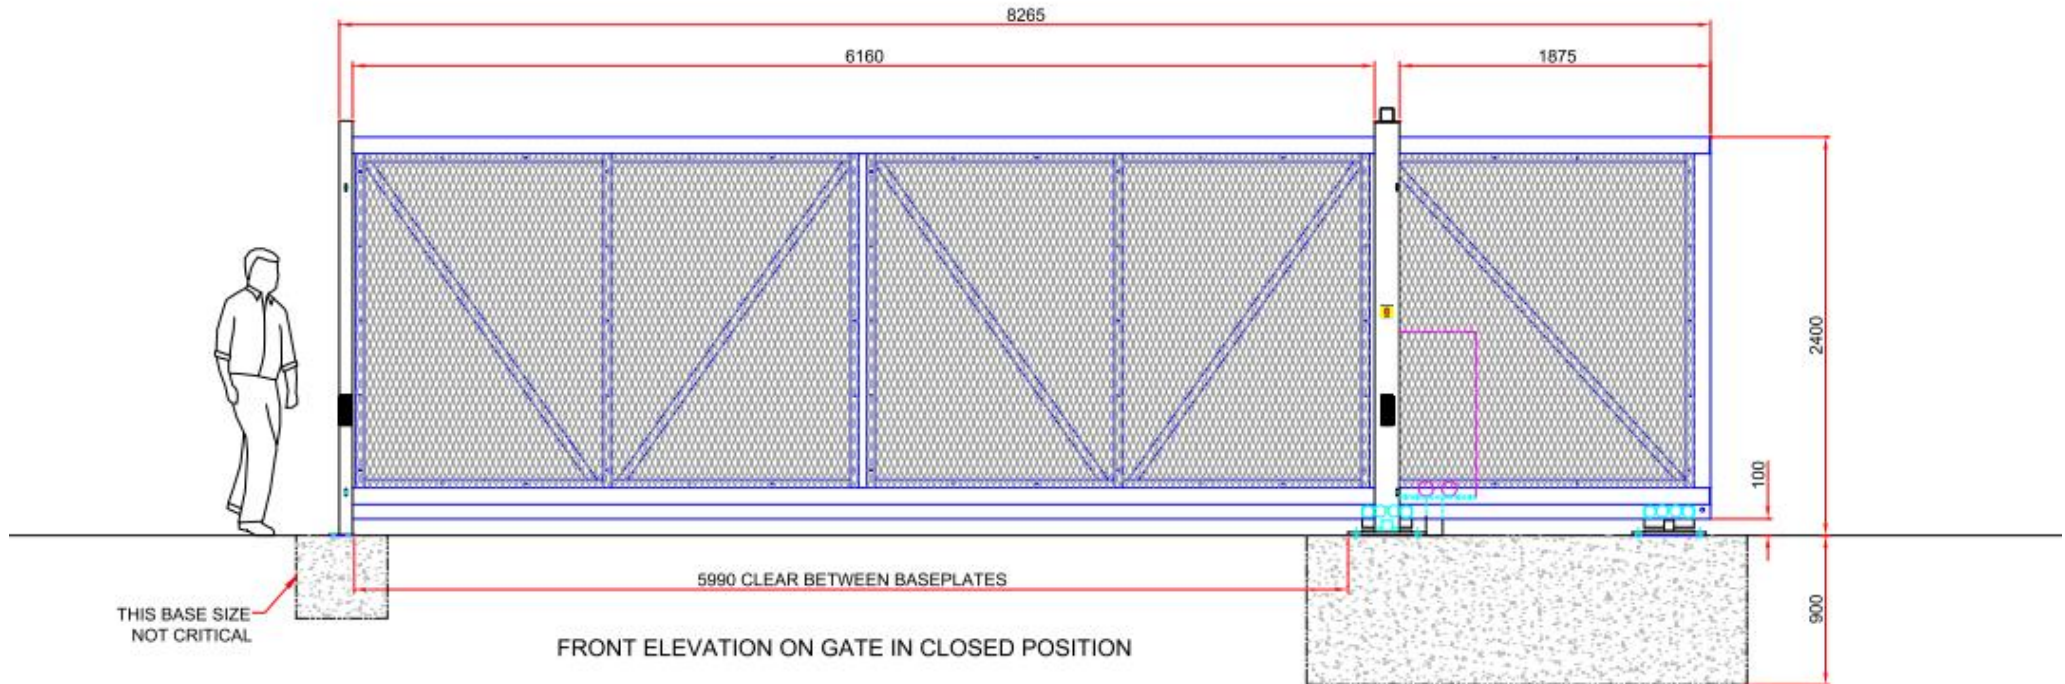 8265
6160
1875
2400
100
5990 CLEAR BETWEEN BASEPLATES
THIS BASE SIZE
NOT CRITICAL
900
FRONT ELEVATION ON GATE IN CLOSED POSITION